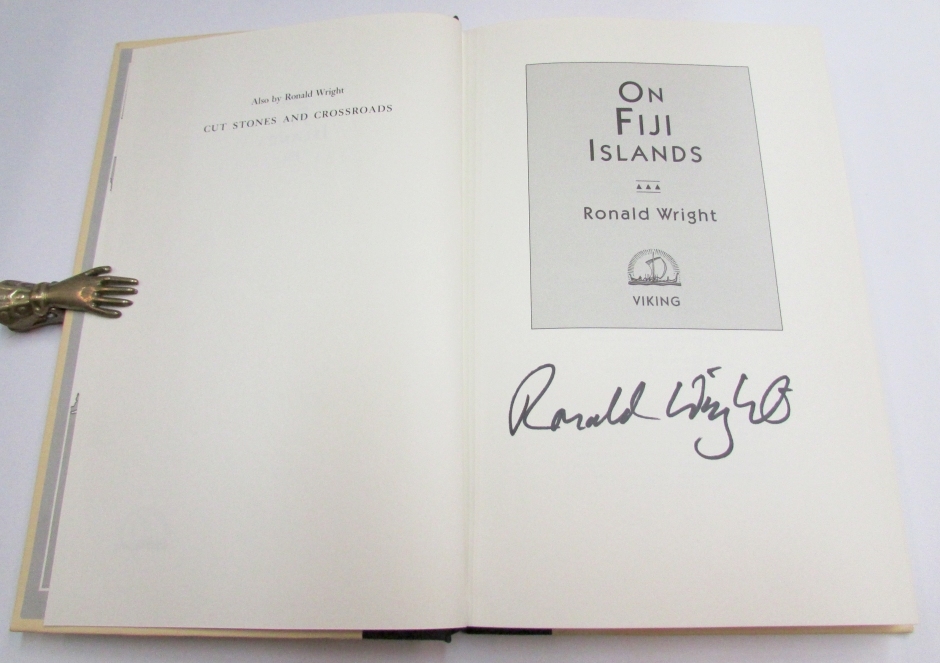 Also by Ronald Wright
CUT STONES AND CROSSROADS
ON
FIJI
ISLANDS
Ronald Wright
VIKING
Ronald Wright